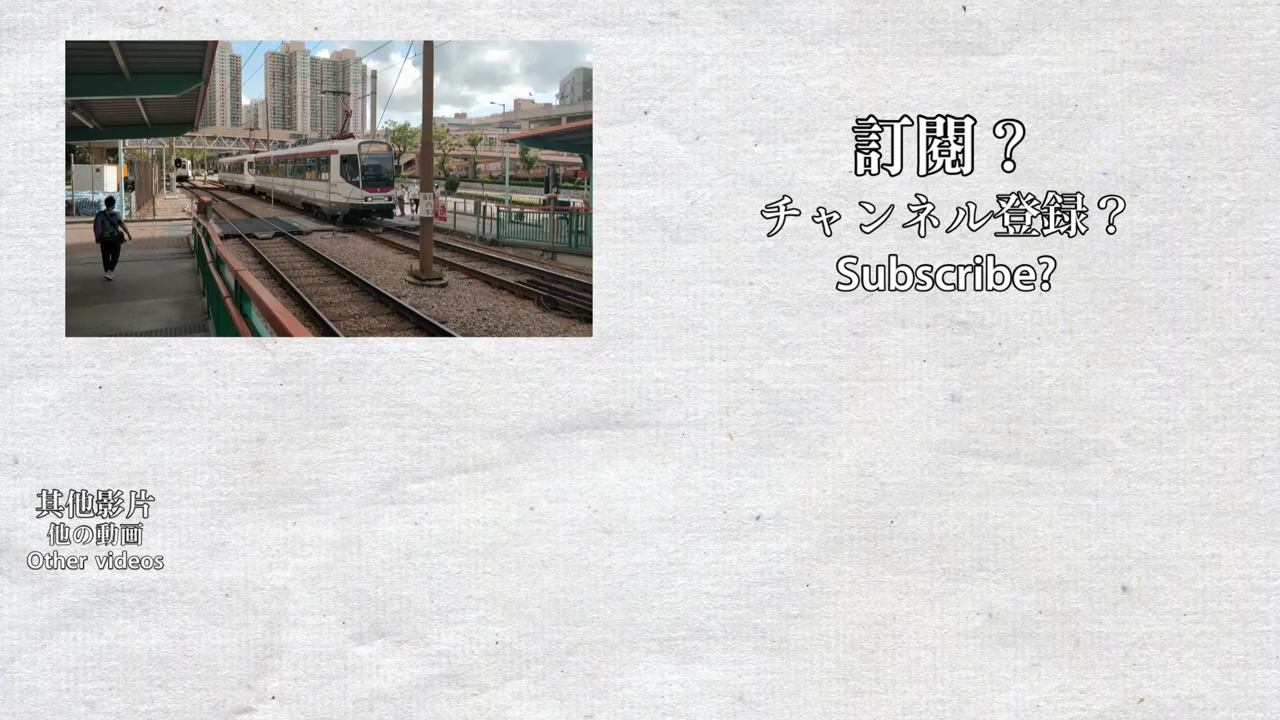 訂閱？
チャンネル登録？
Subscribe?
其他影片
他の動画
Other videos